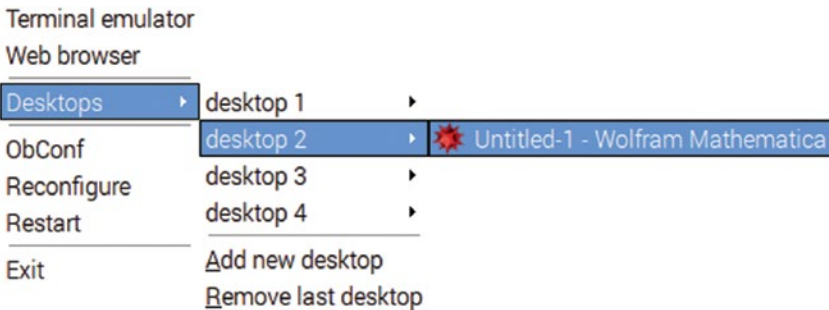 Terminal emulator
Web browser
Desktops
ObConf
Reconfigure
Restart
Exit
desktop 1
desktop 2
desktop 3
desktop 4
Add new desktop
Remove last desktop
Untitled-1 - Wolfram Mathematica